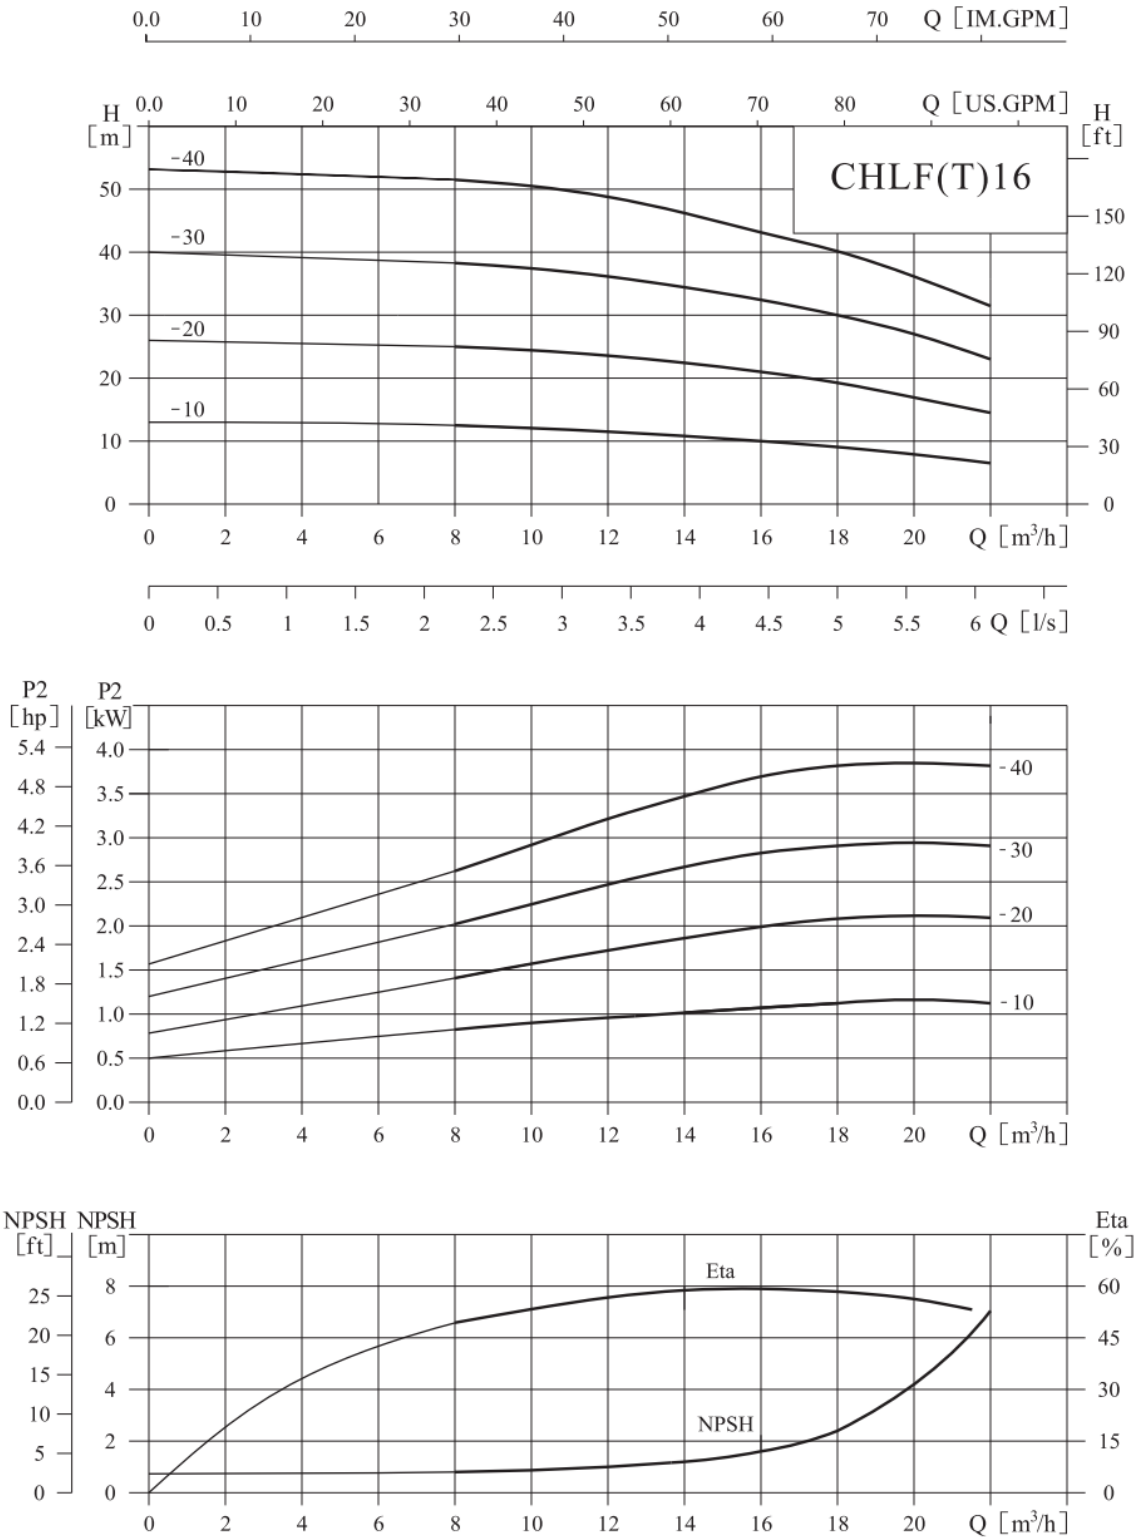 0.0 10 20 30 40 50 60 70 Q [IM.GPM]
H 0.0 10 20 30 40 50 60 70 80 Q [US.GPM] H
[m] [ft]
CHLF(T)16
-40
50
150
-30
40
120
30
90
-20
20
60
-10
10
30
0 0
0 2 4 6 8 10 12 14 16 18 20 Q [m³/h]
0 0.5 1 1.5 2 2.5 3 3.5 4 4.5 5 5.5 6 Q [l/s]
P2 P2
[hp] [kW]
5.4 4.0
-40
4.8 3.5
4.2 3.0
-30
3.6 2.5
3.0 2.0
-20
2.4 1.5
1.8 1.0
-10
1.2 0.5
0.6
0.0 0.0
0 2 4 6 8 10 12 14 16 18 20 Q [m³/h]
NPSH NPSH Eta
[ft] [m] [%]
Eta
25 8 60
20 6 45
15 4 30
10
NPSH
5 2 15
0 0 0
0 2 4 6 8 10 12 14 16 18 20 Q [m³/h]